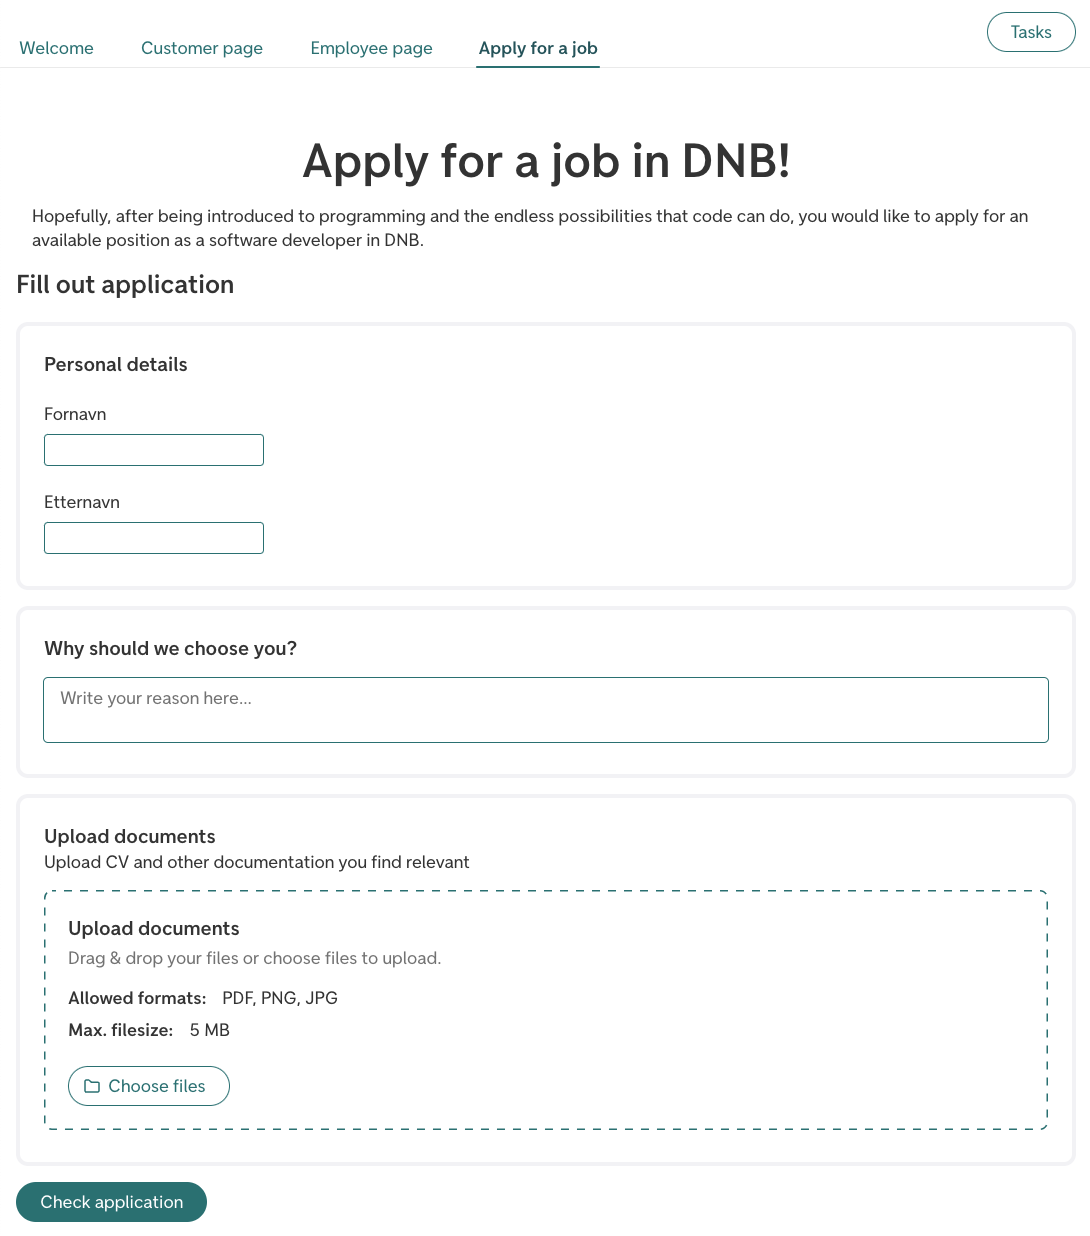 Welcome
Customer page
Employee page
Apply for a job
Tasks
Apply for a job in DNB!
Hopefully, after being introduced to programming and the endless possibilities that code can do, you would like to apply for an
available position as a software developer in DNB.
Fill out application
Personal details
Fornavn
Etternavn
Why should we choose you?
Write your reason here...
Upload documents
Upload CV and other documentation you find relevant
Upload documents
Drag & drop your files or choose files to upload.
Allowed formats: PDF, PNG, JPG
Max. filesize: 5 MB
Choose files
Check application